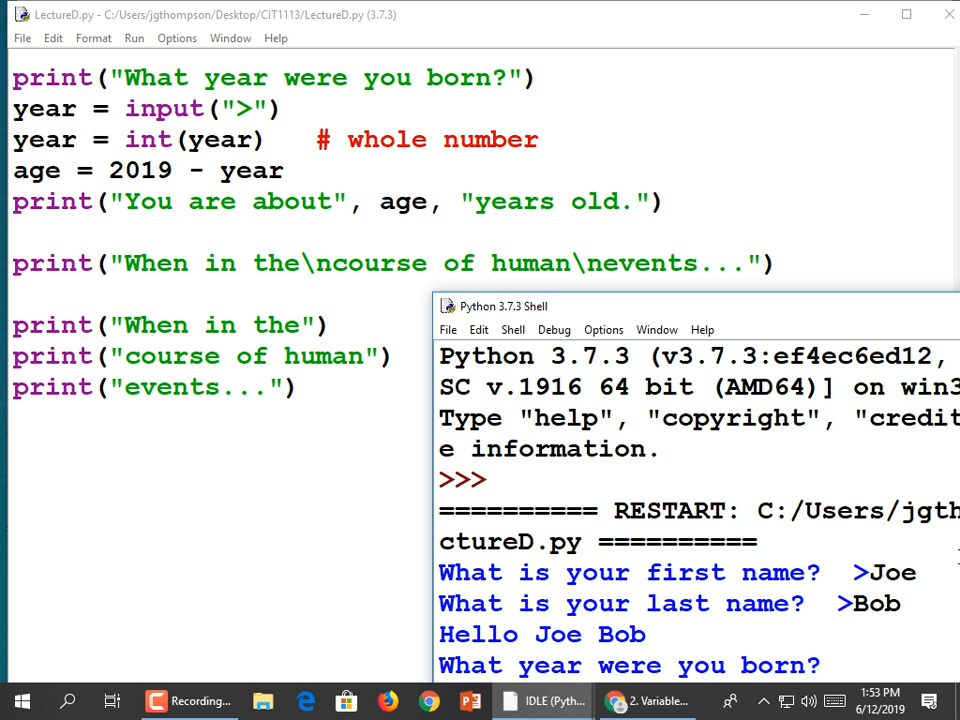 LectureD.py - C:/Users/jgthompson/Desktop/CIT1113/LectureD.py (3.7.3)
File Edit Format Run Options Window Help
print("What year were you born?")
year = input(">")
year = int(year) # whole number
age = 2019 - year
print("You are about", age, "years old.")
print("When in the\ncourse of human\nevents...")
print("When in the")
print("course of human")
print("events...")
Python 3.7.3 Shell
File Edit Shell Debug Options Window Help
Python 3.7.3 (v3.7.3:ef4ec6ed12,
SC v.1916 64 bit (AMD64)] on win3
Type "help", "copyright", "credit
e information.
>>>
========== RESTART: C:/Users/jgth
ctureD.py ==========
What is your first name? >Joe
What is your last name? >Bob
Hello Joe Bob
What year were you born?
Recording... IDLE (Pyth... 2. Variable... 1:53 PM
6/12/2019